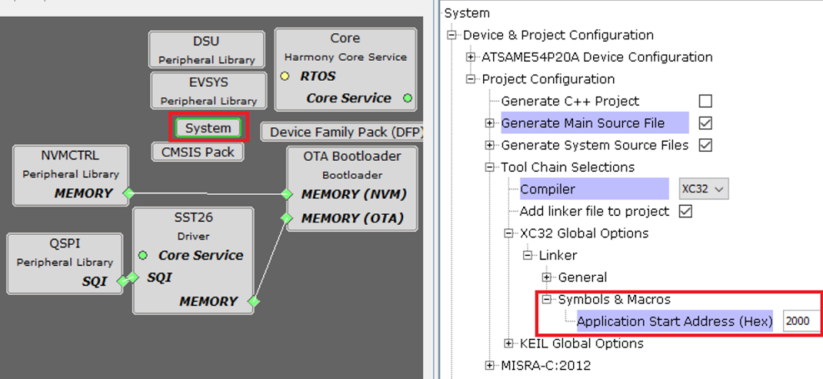 DSU
Peripheral Library
EVSYS
Peripheral Library
Core
Harmony Core Service
RTOS
Core Service
System
Device Family Pack (DFP)
CMSIS Pack
NVMCTRL
Peripheral Library
MEMORY
OTA Bootloader
Bootloader
MEMORY (NVM)
MEMORY (OTA)
SST26
Driver
Core Service
SQI
MEMORY
QSPI
Peripheral Library
SQI
System
Device & Project Configuration
ATSAME54P20A Device Configuration
Project Configuration
Generate C++ Project
Generate Main Source File
Generate System Source Files
Tool Chain Selections
Compiler XC32
Add linker file to project
XC32 Global Options
Linker
General
Symbols & Macros
Application Start Address (Hex) 2000
KEIL Global Options
MISRA-C:2012